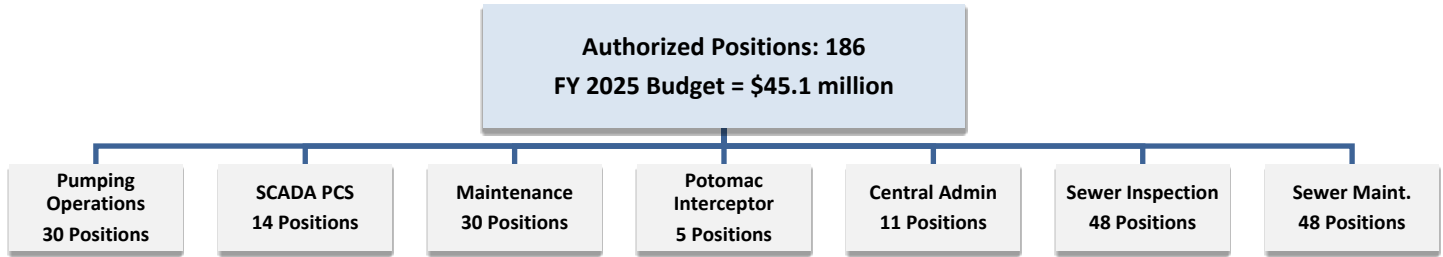 Authorized Positions: 186
FY 2025 Budget = $45.1 million
Pumping
Operations
30 Positions
SCADA PCS
14 Positions
Maintenance
30 Positions
Potomac
Interceptor
5 Positions
Central Admin
11 Positions
Sewer Inspection
48 Positions
Sewer Maint.
48 Positions